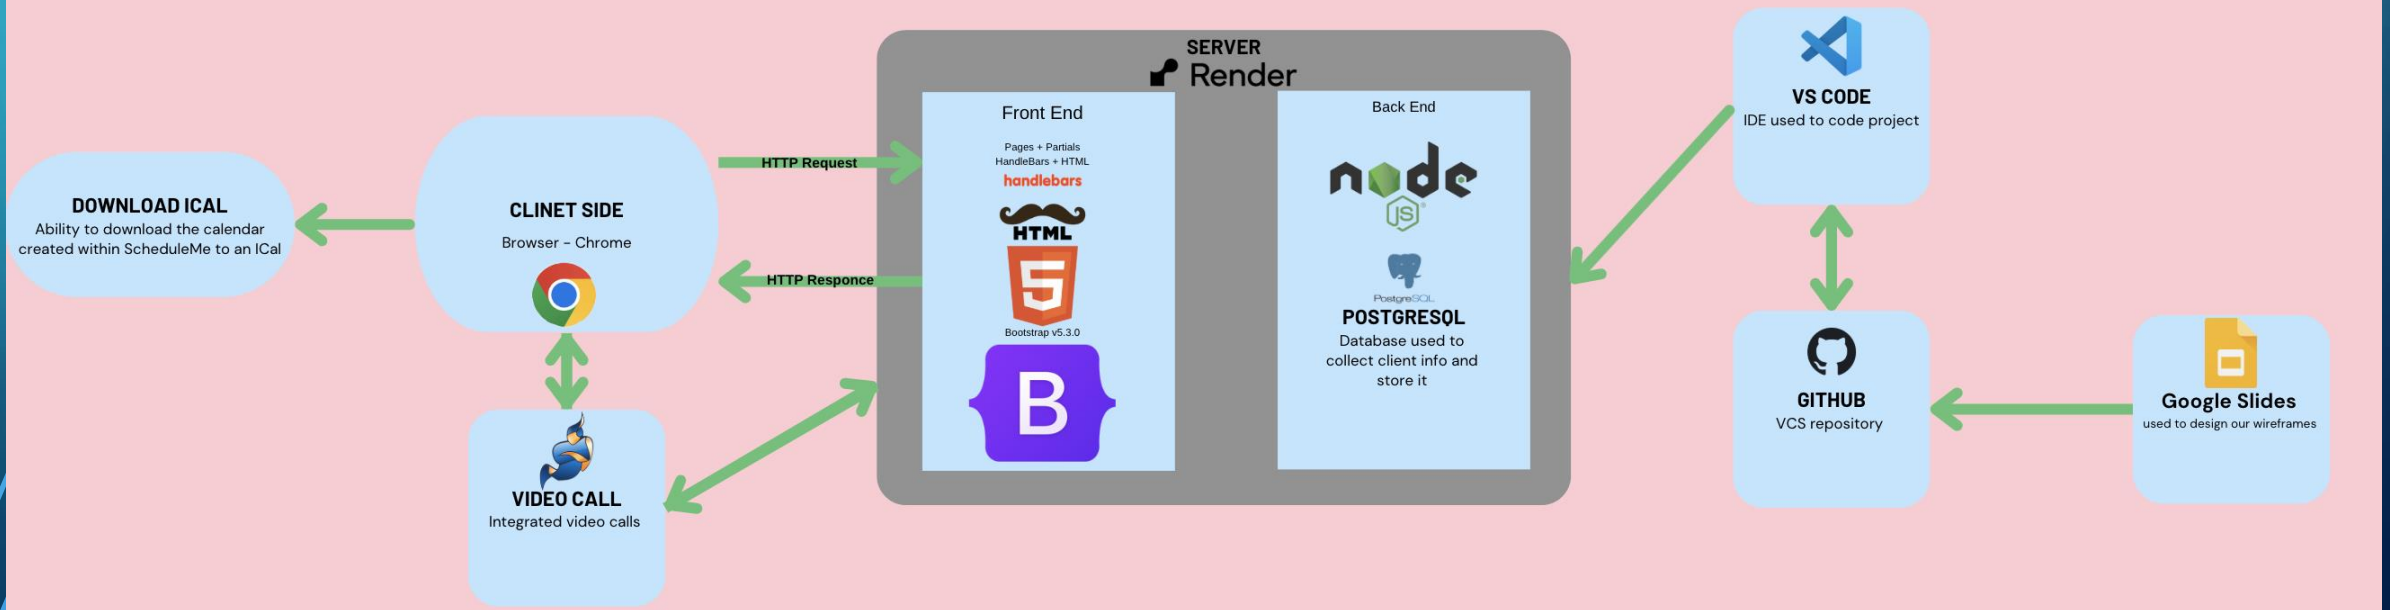 DOWNLOAD ICAL
Ability to download the calendar
created within ScheduleMe to an ICal
CLINET SIDE
Browser - Chrome
HTTP Request
HTTP Responce
VIDEO CALL
Integrated video calls
SERVER
Render
Front End
Pages + Partials
HandleBars + HTML
handlebars
HTML
5
Bootstrap v5.3.0
B
Back End
node
JS
PostgreSQL
POSTGRESQL
Database used to
collect client info and
store it
VS CODE
IDE used to code project
GITHUB
VCS repository
Google Slides
used to design our wireframes